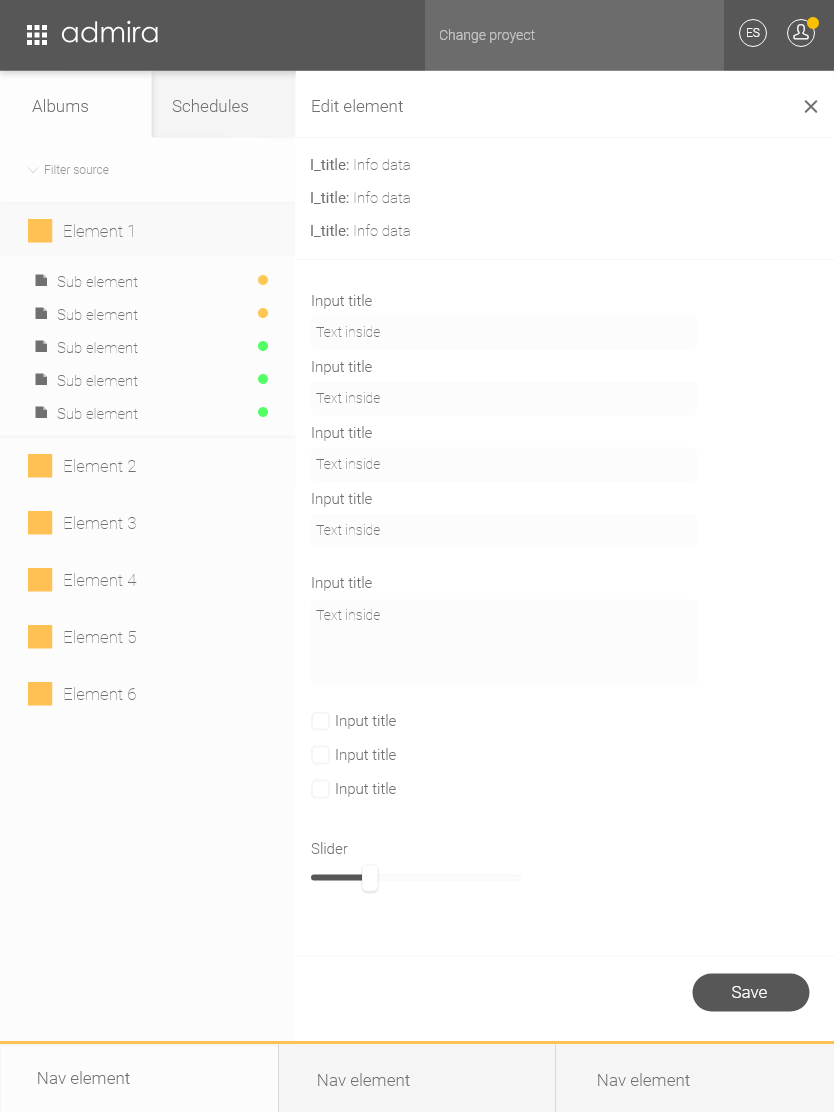 admira
Change proyect
ES
Albums
Schedules
Filter source
Element 1
Sub element
Sub element
Sub element
Sub element
Sub element
Element 2
Element 3
Element 4
Element 5
Element 6
Edit element
I_title: Info data
I_title: Info data
I_title: Info data
Input title
Text inside
Input title
Text inside
Input title
Text inside
Input title
Text inside
Input title
Text inside
Input title
Input title
Input title
Slider
Save
Nav element
Nav element
Nav element